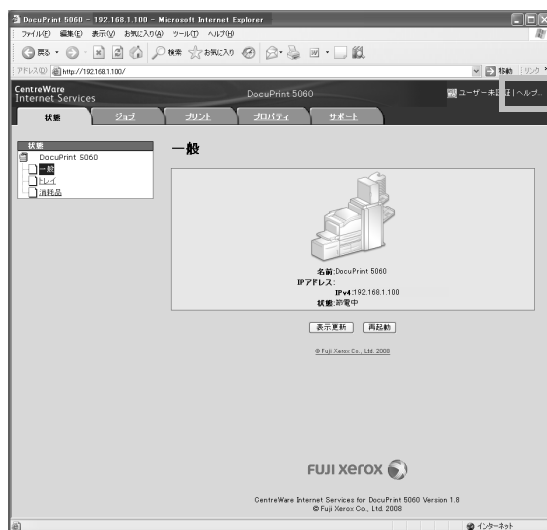 DocuPrint 5060 - 192.168.1.100 - Microsoft Internet Explorer
ファイル(F) 編集(E) 表示(V) お気に入り(A) ツール(T) ヘルプ(H)
戻る 検索 お気に入り
アドレス(D) http://192.168.1.100/ 移動 リンク
CentreWare
Internet Services
DocuPrint 5060
ユーザー未認証 | ヘルプ...
状態 ジョブ プリント プロパティ サポート
状態
DocuPrint 5060
一般
トレイ
消耗品
一般
名前:DocuPrint 5060
IPアドレス:
IPv4:192.168.1.100
状態:節電中
表示更新 再起動
© Fuji Xerox Co., Ltd. 2008
FUJI XEROX
CentreWare Internet Services for DocuPrint 5060 Version 1.8
© Fuji Xerox Co., Ltd. 2008
インターネット